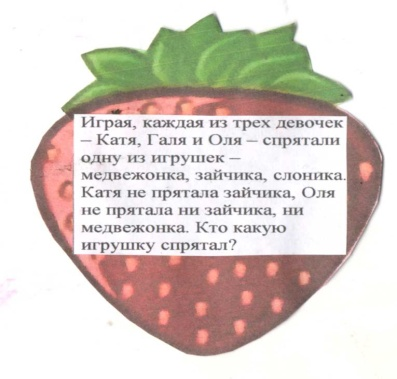 Играя, каждая из трех девочек
– Катя, Галя и Оля – спрятали
одну из игрушек –
медвежонка, зайчика, слоника.
Катя не прятала зайчика, Оля
не прятала ни зайчика, ни
медвежонка. Кто какую
игрушку спрятал?